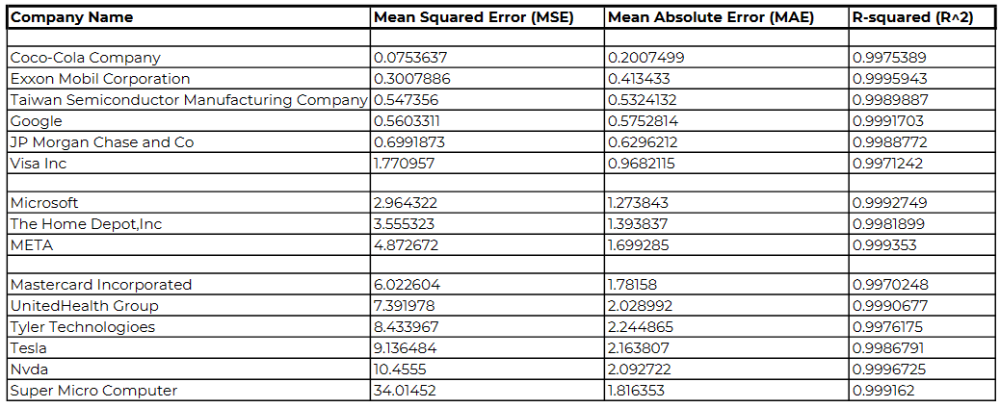 Company Name Mean Squared Error (MSE) Mean Absolute Error (MAE) R-squared (R^2)
Coco-Cola Company 0.0753637 0.2007499 0.9975389
Exxon Mobil Corporation 0.3007886 0.413433 0.9995943
Taiwan Semiconductor Manufacturing Company 0.547356 0.5324132 0.9989887
Google 0.5603311 0.5752814 0.9991703
JP Morgan Chase and Co 0.6991873 0.6296212 0.9988772
Visa Inc 1.770957 0.9682115 0.9971242
Microsoft 2.964322 1.273843 0.9992749
The Home Depot,Inc 3.555323 1.393837 0.9981899
META 4.872672 1.699285 0.999353
Mastercard Incorporated 6.022604 1.78158 0.9970248
UnitedHealth Group 7.391978 2.028992 0.9990677
Tyler Technologioes 8.433967 2.244865 0.9976175
Tesla 9.136484 2.163807 0.9986791
Nvda 10.4555 2.092722 0.9996725
Super Micro Computer 34.01452 1.816353 0.999162